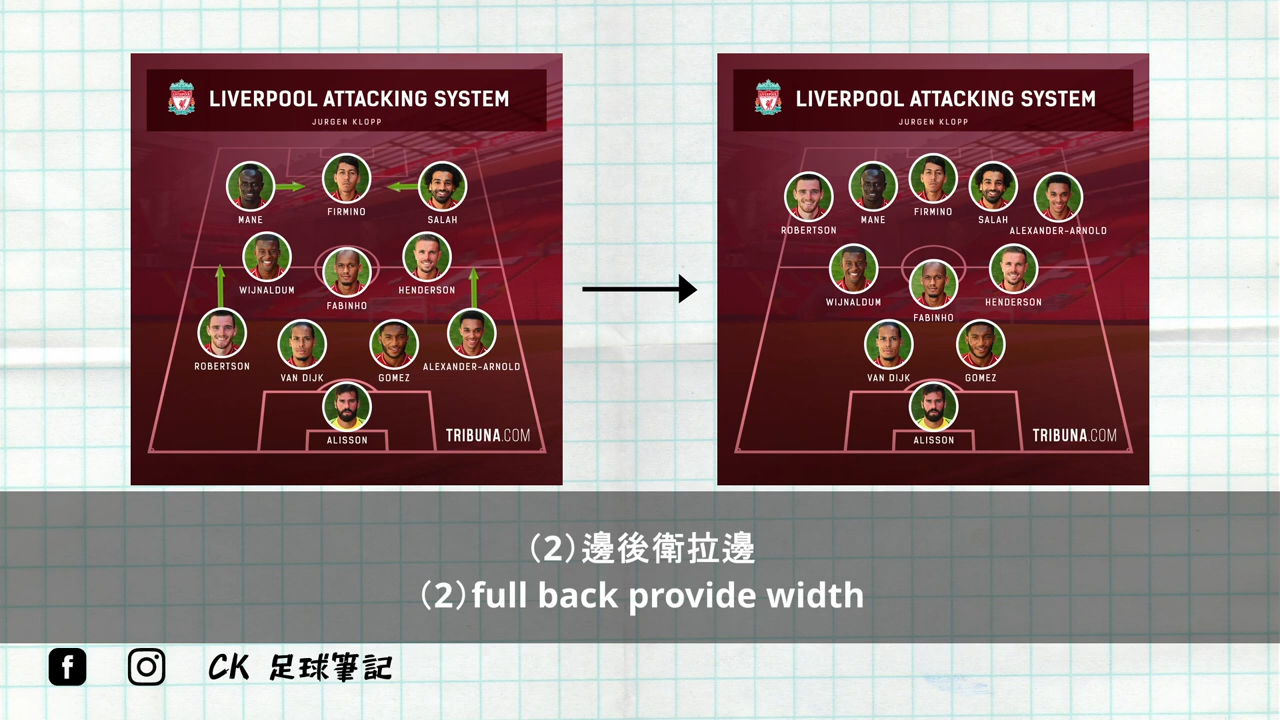 LIVERPOOL ATTACKING SYSTEM
JURGEN KLOPP
MANE
FIRMINO
SALAH
WIJNALDUM
FABINHO
HENDERSON
ROBERTSON
VAN DIJK
GOMEZ
ALEXANDER-ARNOLD
ALISSON
TRIBUNA.COM
LIVERPOOL ATTACKING SYSTEM
JURGEN KLOPP
ROBERTSON
MANE
FIRMINO
SALAH
ALEXANDER-ARNOLD
WIJNALDUM
FABINHO
HENDERSON
VAN DIJK
GOMEZ
ALISSON
TRIBUNA.COM
（2）邊後衛拉邊
（2）full back provide width
CK 足球筆記